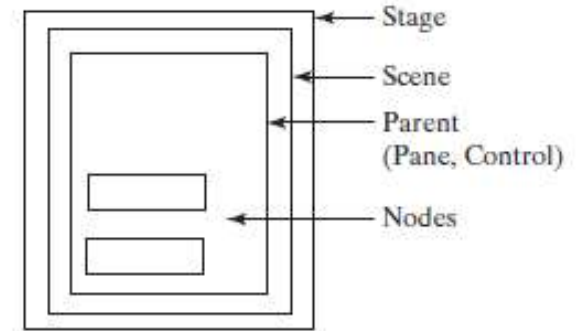 Stage
Scene
Parent
(Pane, Control)
Nodes